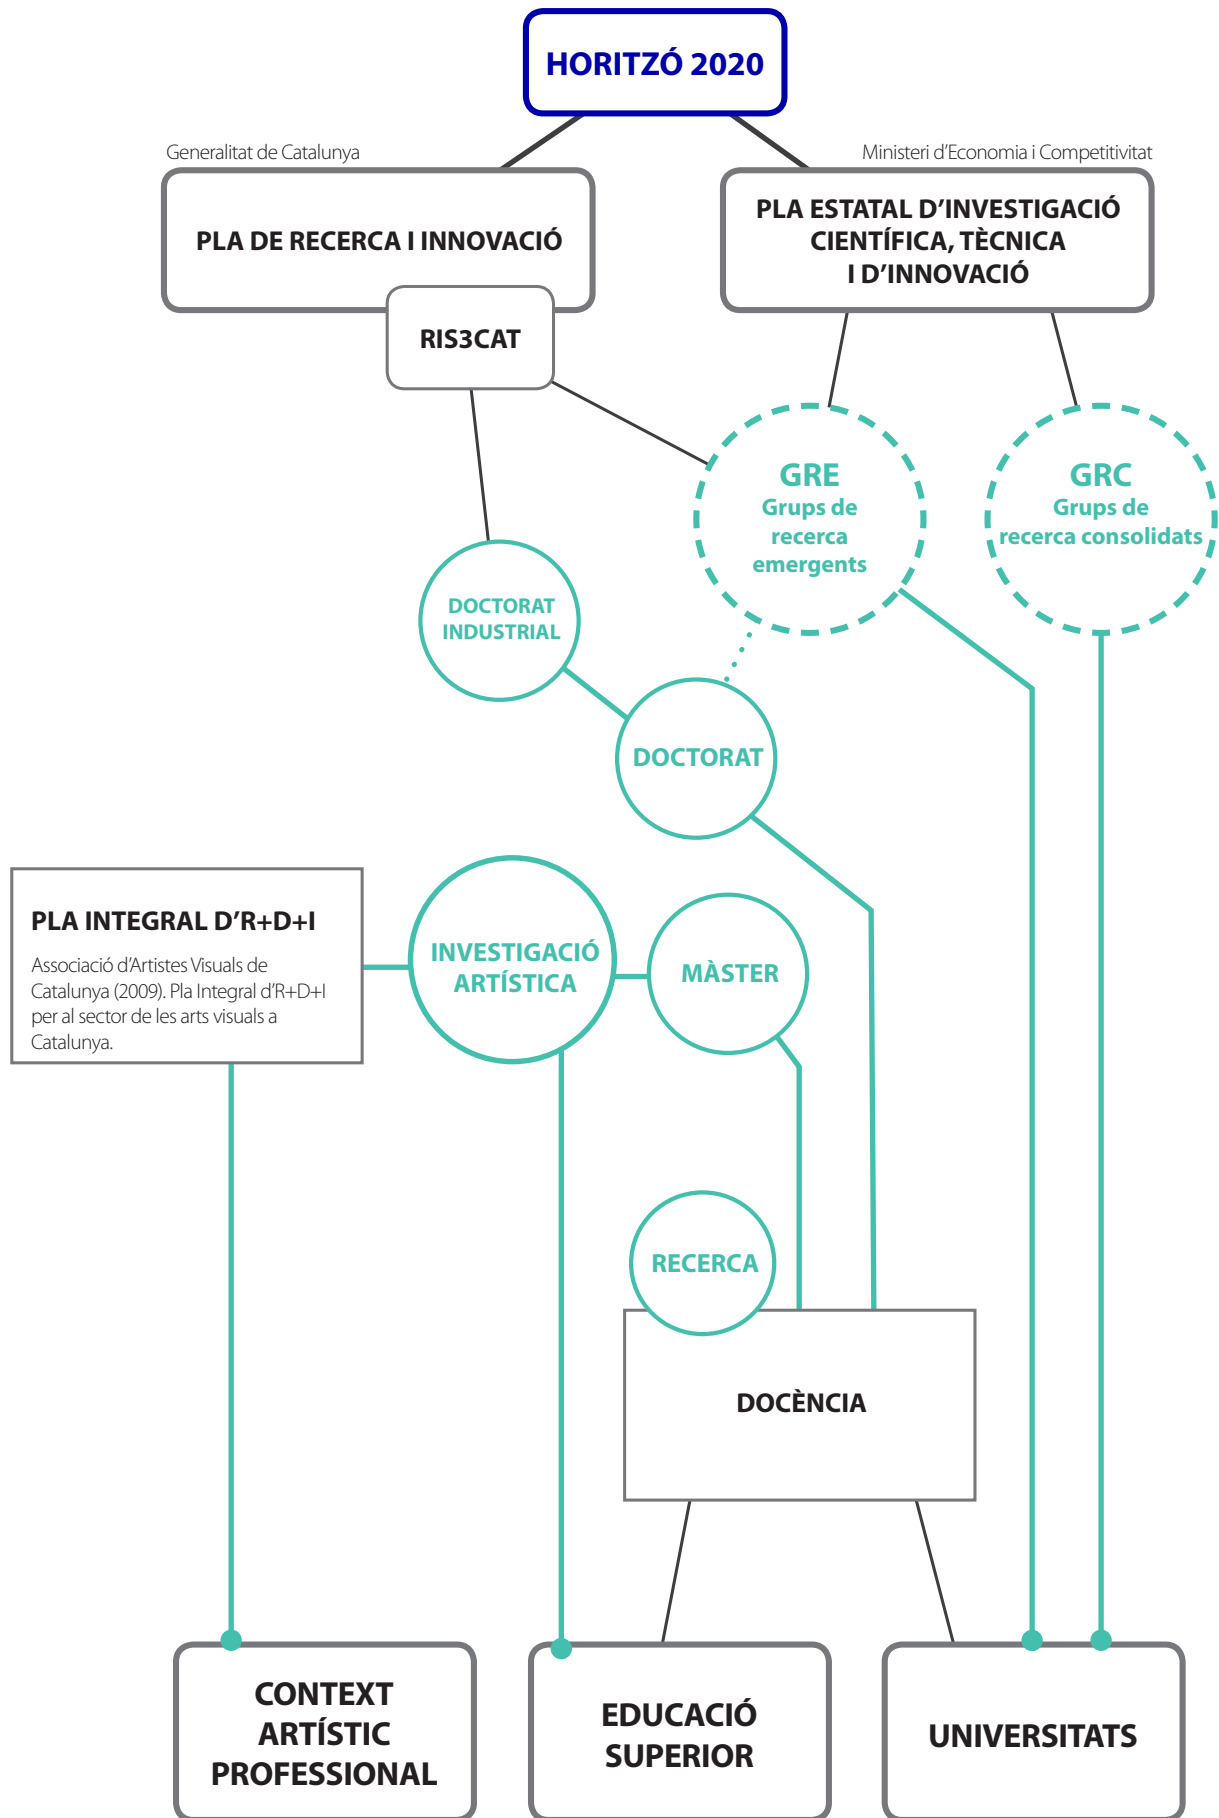 HORITZÓ 2020
Generalitat de Catalunya
Ministeri d’Economia i Competitivitat
PLA DE RECERCA I INNOVACIÓ
PLA ESTATAL D’INVESTIGACIÓ
CIENTÍFICA, TÈCNICA
I D’INNOVACIÓ
RIS3CAT
GRE
Grups de
recerca
emergents
GRC
Grups de
recerca consolidats
DOCTORAT
INDUSTRIAL
DOCTORAT
PLA INTEGRAL D’R+D+I
Associació d’Artistes Visuals de
Catalunya (2009). Pla Integral d’R+D+I
per al sector de les arts visuals a
Catalunya.
INVESTIGACIÓ
ARTÍSTICA
MÀSTER
RECERCA
DOCÈNCIA
CONTEXT
ARTÍSTIC
PROFESSIONAL
EDUCACIÓ
SUPERIOR
UNIVERSITATS